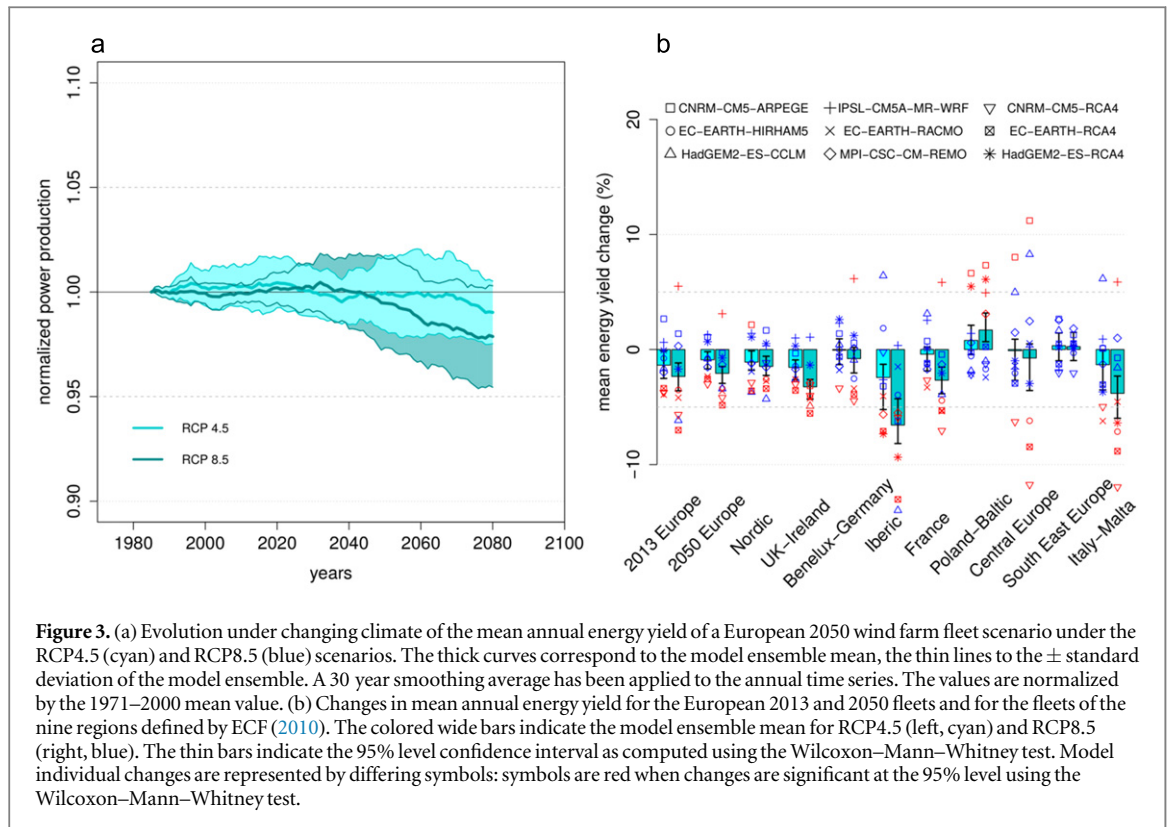 a
b
1.10
1.05
1.00
0.95
0.90
normalized power production
RCP 4.5
RCP 8.5
1980 2000 2020 2040 2060 2080 2100
years
CNRM−CM5−ARPEGE IPSL−CM5A−MR−WRF CNRM−CM5−RCA4
EC−EARTH−HIRHAM5 EC−EARTH−RACMO EC−EARTH−RCA4
HadGEM2−ES−CCLM MPI−CSC−CM−REMO HadGEM2−ES−RCA4
20
10
0
−10
mean energy yield change (%)
2013 Europe
2050 Europe
Nordic
UK−Ireland
Benelux−Germany
Iberic
France
Poland−Baltic
Central Europe
South East Europe
Italy−Malta
Figure 3. (a) Evolution under changing climate of the mean annual energy yield of a European 2050 wind farm fleet scenario under the
RCP4.5 (cyan) and RCP8.5 (blue) scenarios. The thick curves correspond to the model ensemble mean, the thin lines to the ± standard
deviation of the model ensemble. A 30 year smoothing average has been applied to the annual time series. The values are normalized
by the 1971–2000 mean value. (b) Changes in mean annual energy yield for the European 2013 and 2050 fleets and for the fleets of the
nine regions defined by ECF (2010). The colored wide bars indicate the model ensemble mean for RCP4.5 (left, cyan) and RCP8.5
(right, blue). The thin bars indicate the 95% level confidence interval as computed using the Wilcoxon–Mann–Whitney test. Model
individual changes are represented by differing symbols: symbols are red when changes are significant at the 95% level using the
Wilcoxon–Mann–Whitney test.